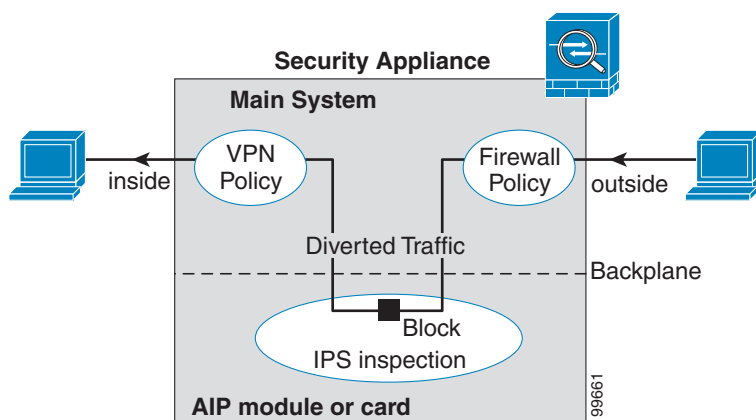 Security Appliance
Main System
VPN
Policy
Firewall
Policy
inside
outside
Diverted Traffic
Backplane
Block
IPS inspection
AIP module or card
99661